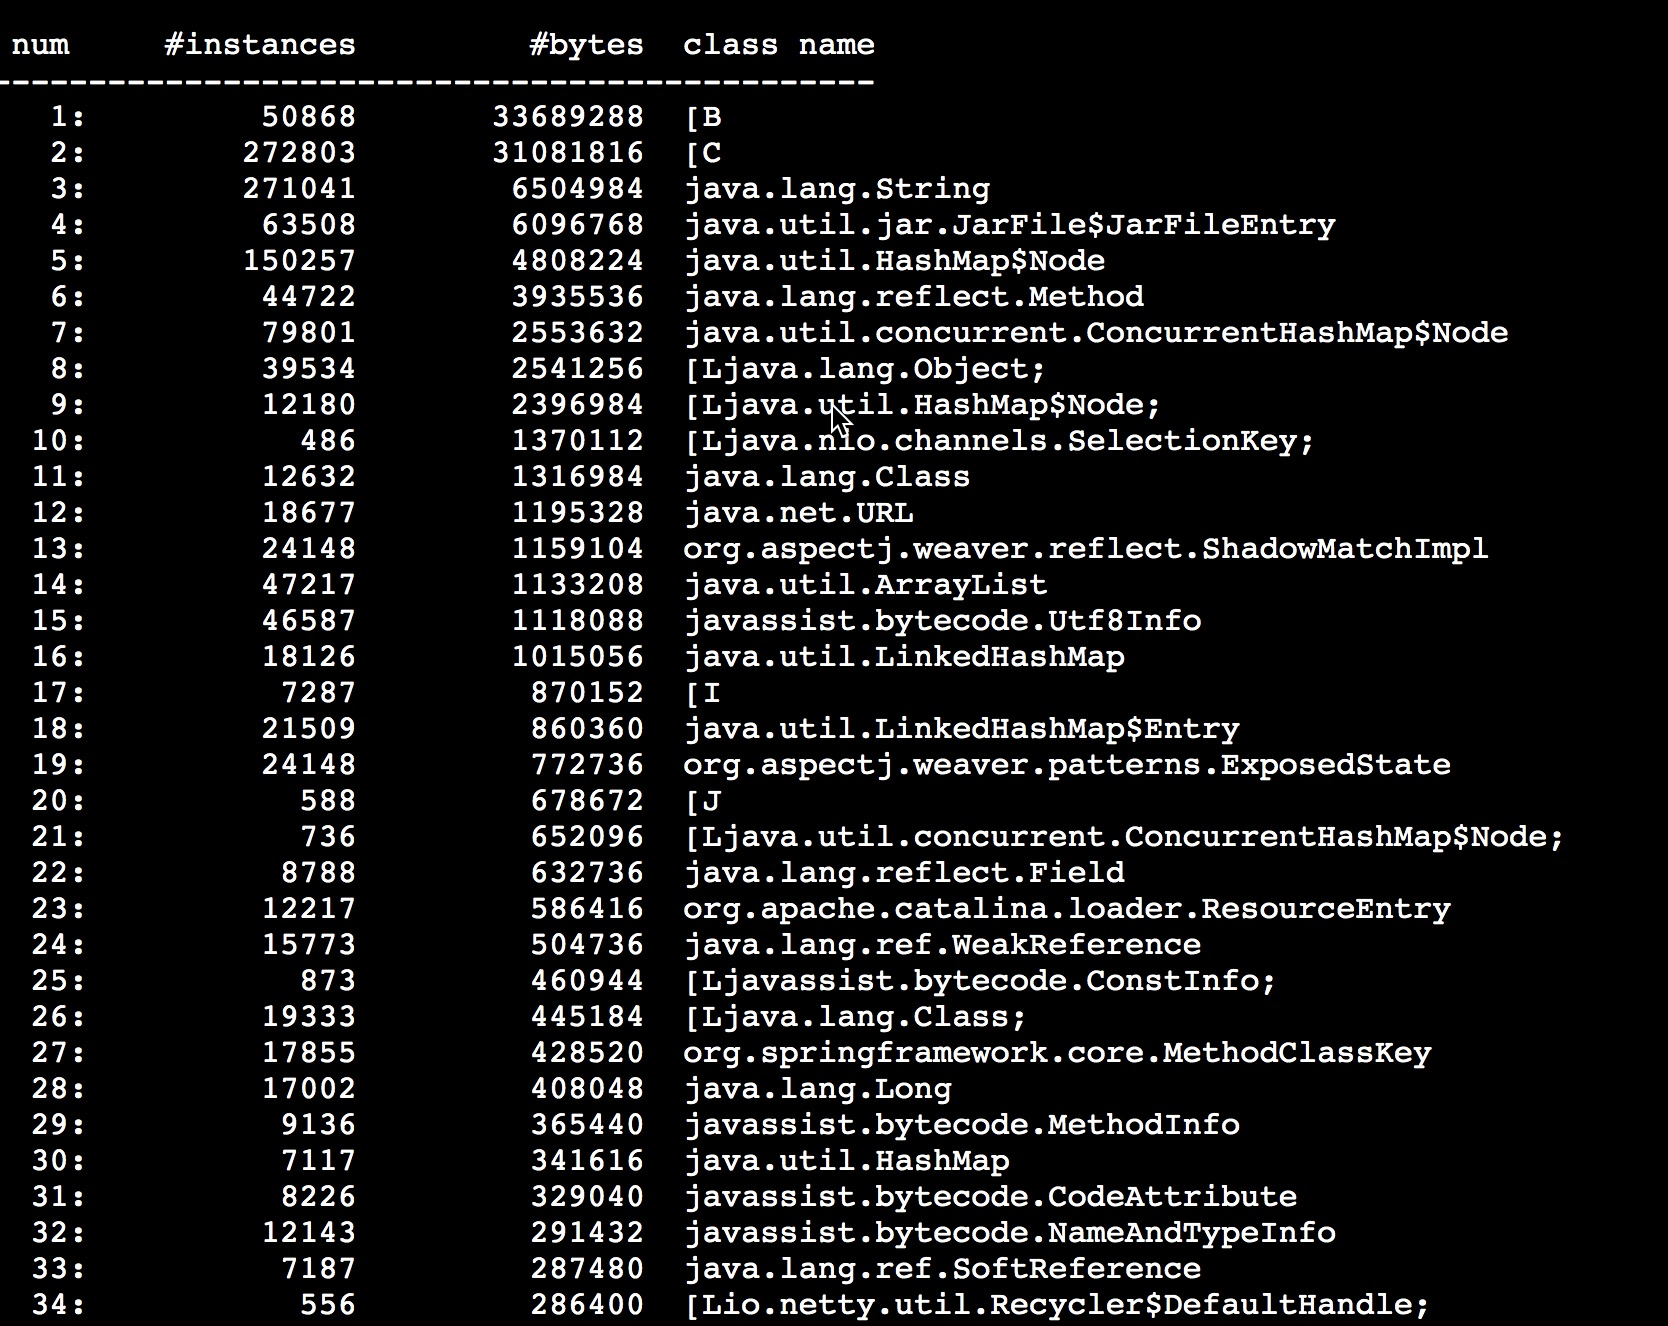 num #instances #bytes class name
----------------------------------------------
1: 50868 33689288 [B
2: 272803 31081816 [C
3: 271041 6504984 java.lang.String
4: 63508 6096768 java.util.jar.JarFile$JarFileEntry
5: 150257 4808224 java.util.HashMap$Node
6: 44722 3935536 java.lang.reflect.Method
7: 79801 2553632 java.util.concurrent.ConcurrentHashMap$Node
8: 39534 2541256 [Ljava.lang.Object;
9: 12180 2396984 [Ljava.util.HashMap$Node;
10: 486 1370112 [Ljava.nio.channels.SelectionKey;
11: 12632 1316984 java.lang.Class
12: 18677 1195328 java.net.URL
13: 24148 1159104 org.aspectj.weaver.reflect.ShadowMatchImpl
14: 47217 1133208 java.util.ArrayList
15: 46587 1118088 javassist.bytecode.Utf8Info
16: 18126 1015056 java.util.LinkedHashMap
17: 7287 870152 [I
18: 21509 860360 java.util.LinkedHashMap$Entry
19: 24148 772736 org.aspectj.weaver.patterns.ExposedState
20: 588 678672 [J
21: 736 652096 [Ljava.util.concurrent.ConcurrentHashMap$Node;
22: 8788 632736 java.lang.reflect.Field
23: 12217 586416 org.apache.catalina.loader.ResourceEntry
24: 15773 504736 java.lang.ref.WeakReference
25: 873 460944 [Ljavassist.bytecode.ConstInfo;
26: 19333 445184 [Ljava.lang.Class;
27: 17855 428520 org.springframework.core.MethodClassKey
28: 17002 408048 java.lang.Long
29: 9136 365440 javassist.bytecode.MethodInfo
30: 7117 341616 java.util.HashMap
31: 8226 329040 javassist.bytecode.CodeAttribute
32: 12143 291432 javassist.bytecode.NameAndTypeInfo
33: 7187 287480 java.lang.ref.SoftReference
34: 556 286400 [Lio.netty.util.Recycler$DefaultHandle;